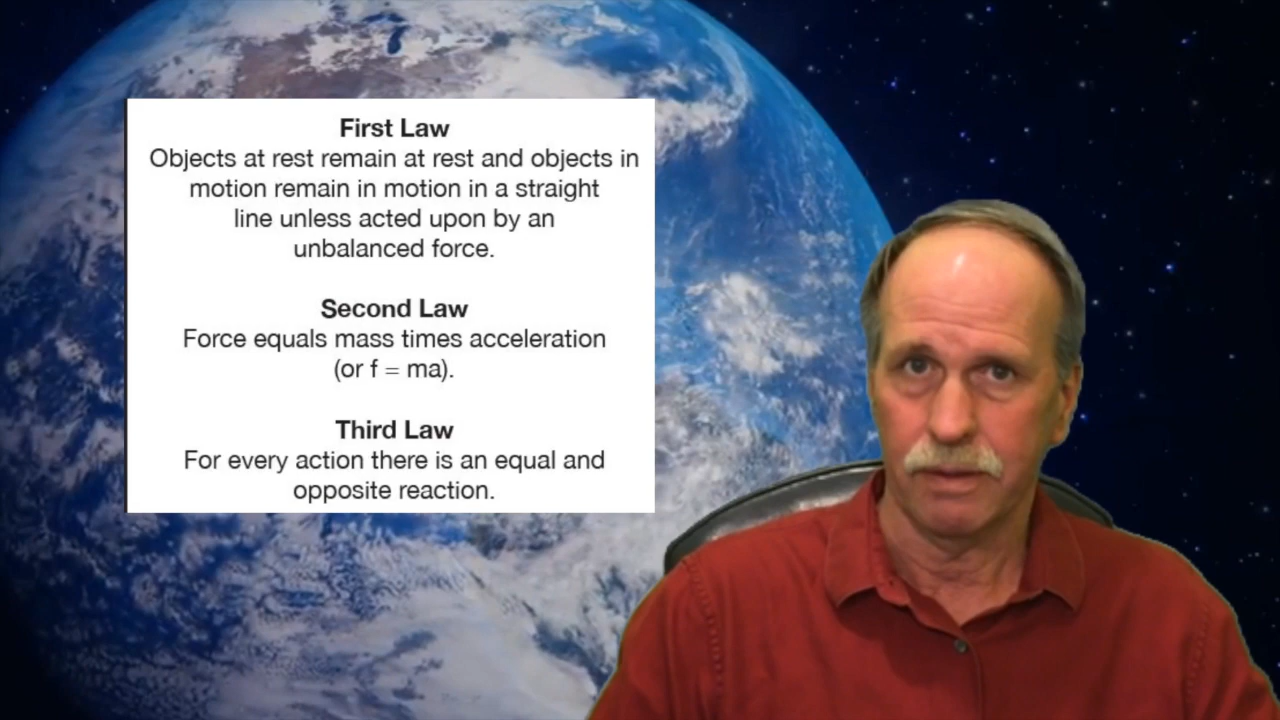 First Law
Objects at rest remain at rest and objects in
motion remain in motion in a straight
line unless acted upon by an
unbalanced force.
Second Law
Force equals mass times acceleration
(or f = ma).
Third Law
For every action there is an equal and
opposite reaction.